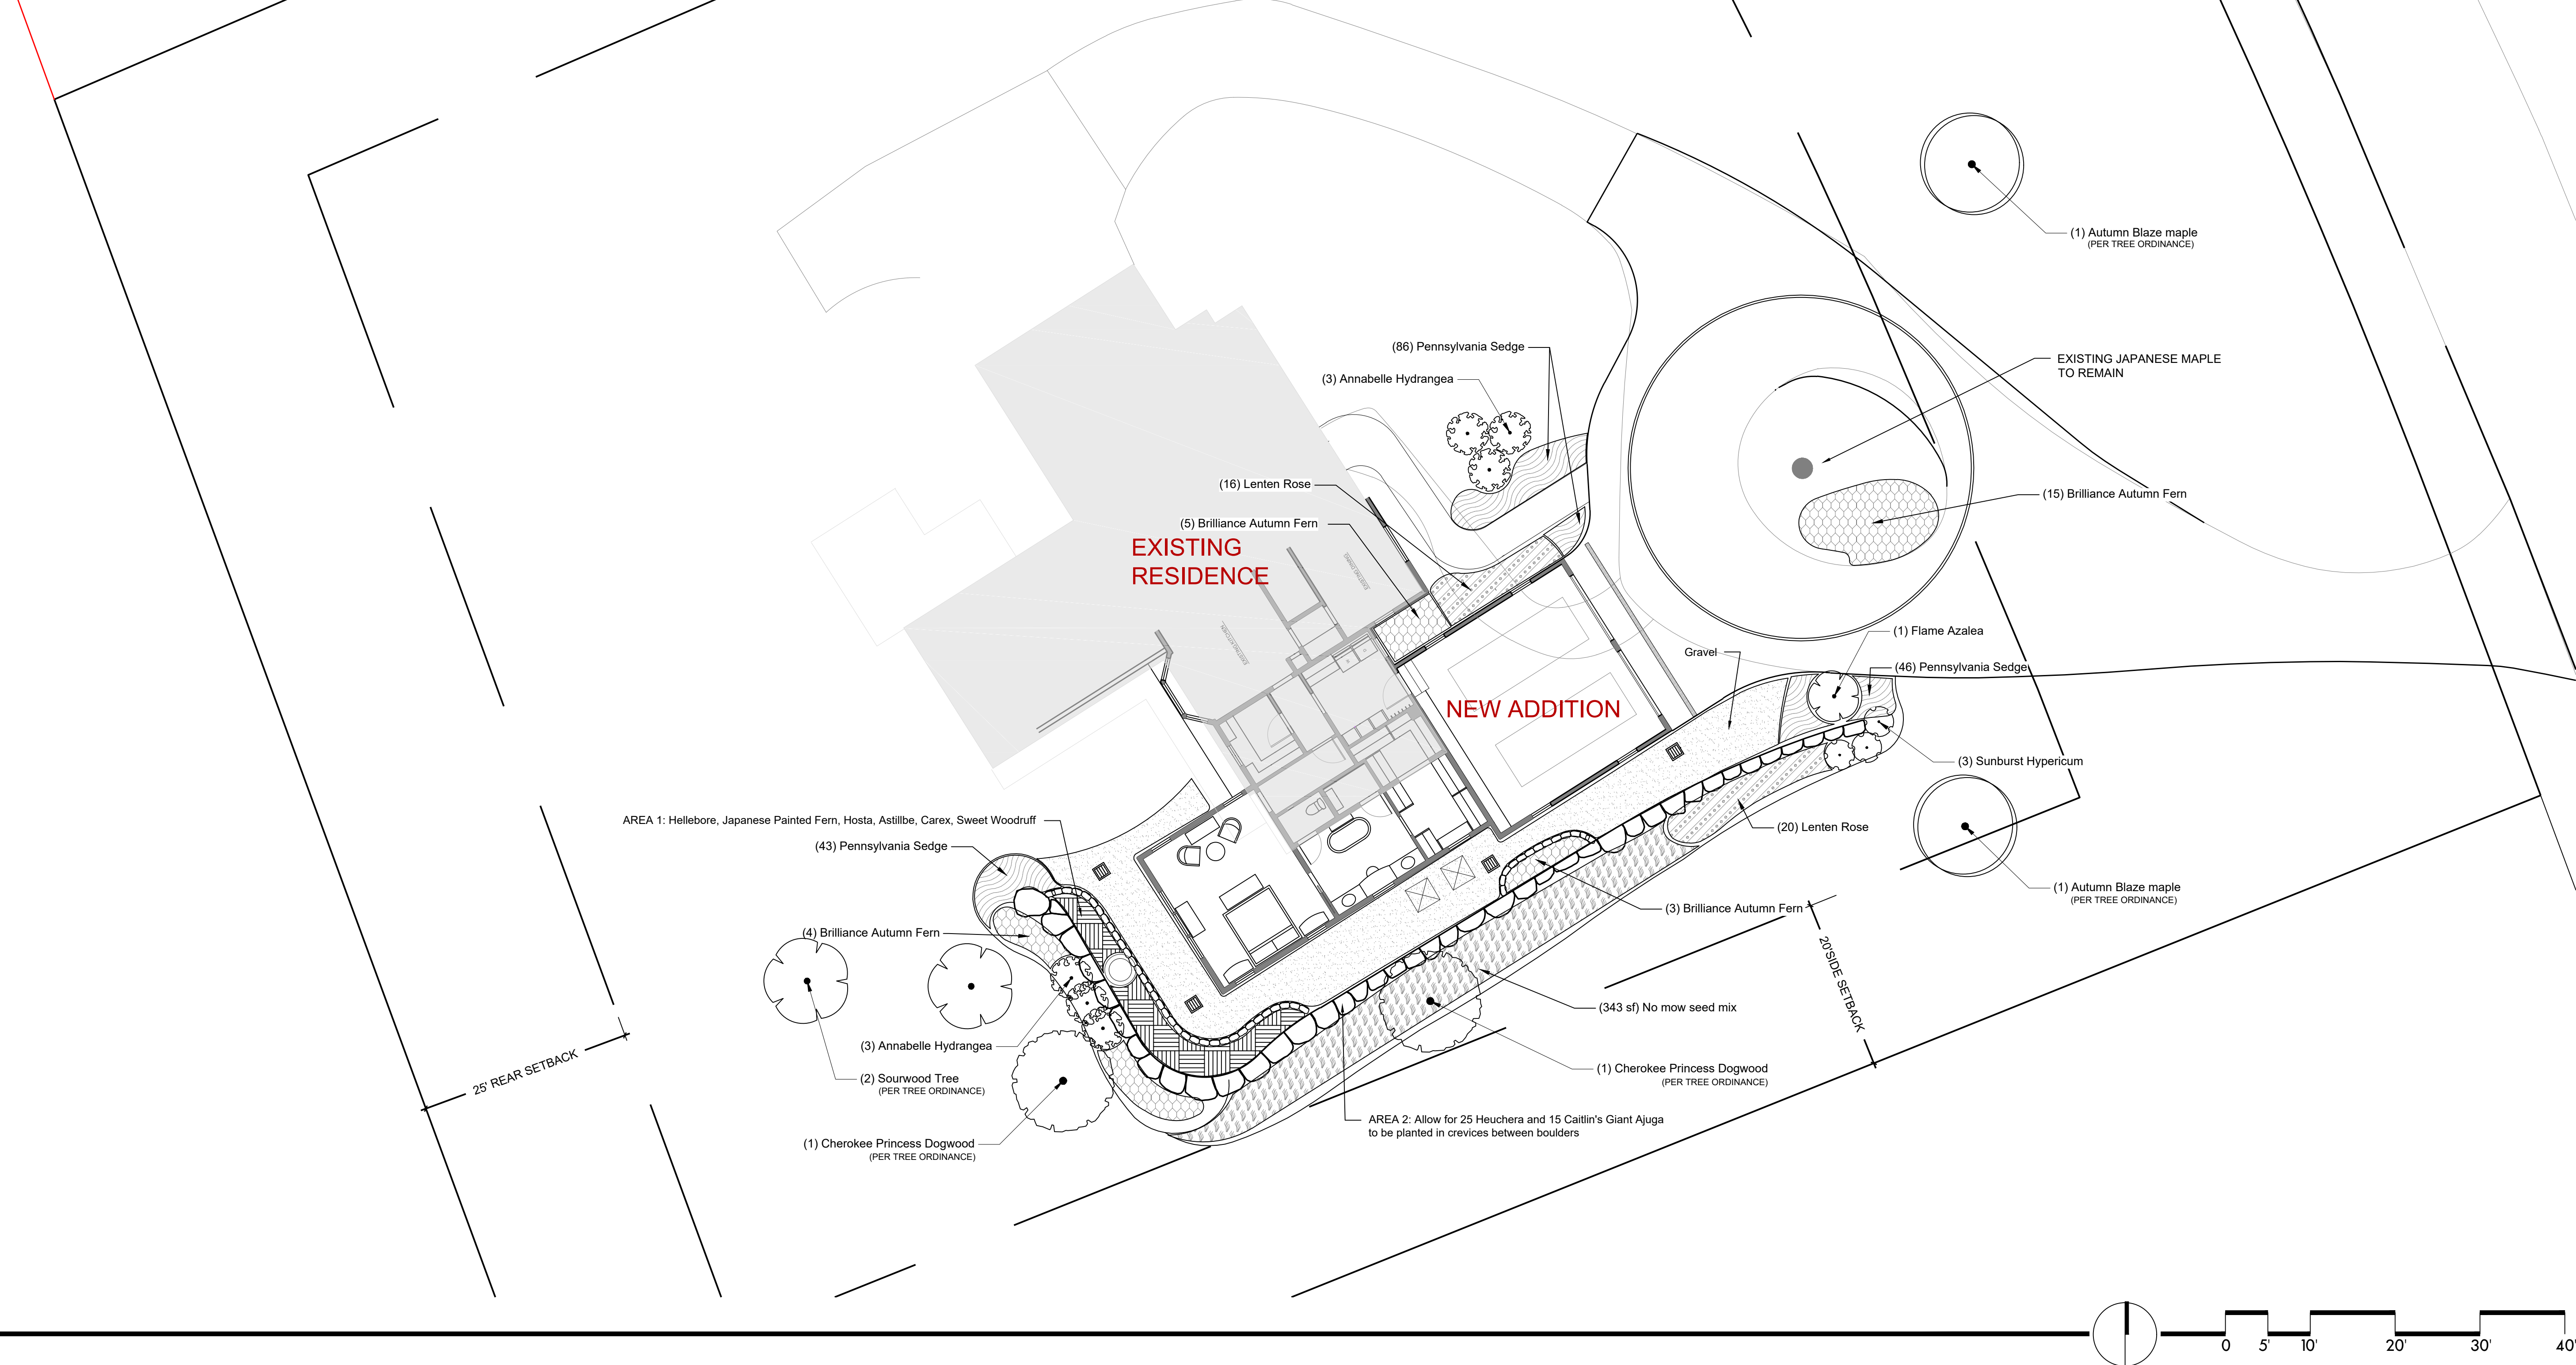 (1) Autumn Blaze maple
(PER TREE ORDINANCE)
(86) Pennsylvania Sedge
EXISTING JAPANESE MAPLE
TO REMAIN
(3) Annabelle Hydrangea
(16) Lenten Rose
(15) Brilliance Autumn Fern
(5) Brilliance Autumn Fern
EXISTING
RESIDENCE
EXISTING DINING
EXISTING KITCHEN
(1) Flame Azalea
Gravel
(46) Pennsylvania Sedge
NEW ADDITION
(3) Sunburst Hypericum
AREA 1: Hellebore, Japanese Painted Fern, Hosta, Astillbe, Carex, Sweet Woodruff
(20) Lenten Rose
(43) Pennsylvania Sedge
(1) Autumn Blaze maple
(PER TREE ORDINANCE)
(3) Brilliance Autumn Fern
(4) Brilliance Autumn Fern
20'SIDE SETBACK
(343 sf) No mow seed mix
(3) Annabelle Hydrangea
25' REAR SETBACK
(2) Sourwood Tree
(PER TREE ORDINANCE)
(1) Cherokee Princess Dogwood
(PER TREE ORDINANCE)
AREA 2: Allow for 25 Heuchera and 15 Caitlin's Giant Ajuga
to be planted in crevices between boulders
(1) Cherokee Princess Dogwood
(PER TREE ORDINANCE)
0 5' 10' 20' 30' 40'